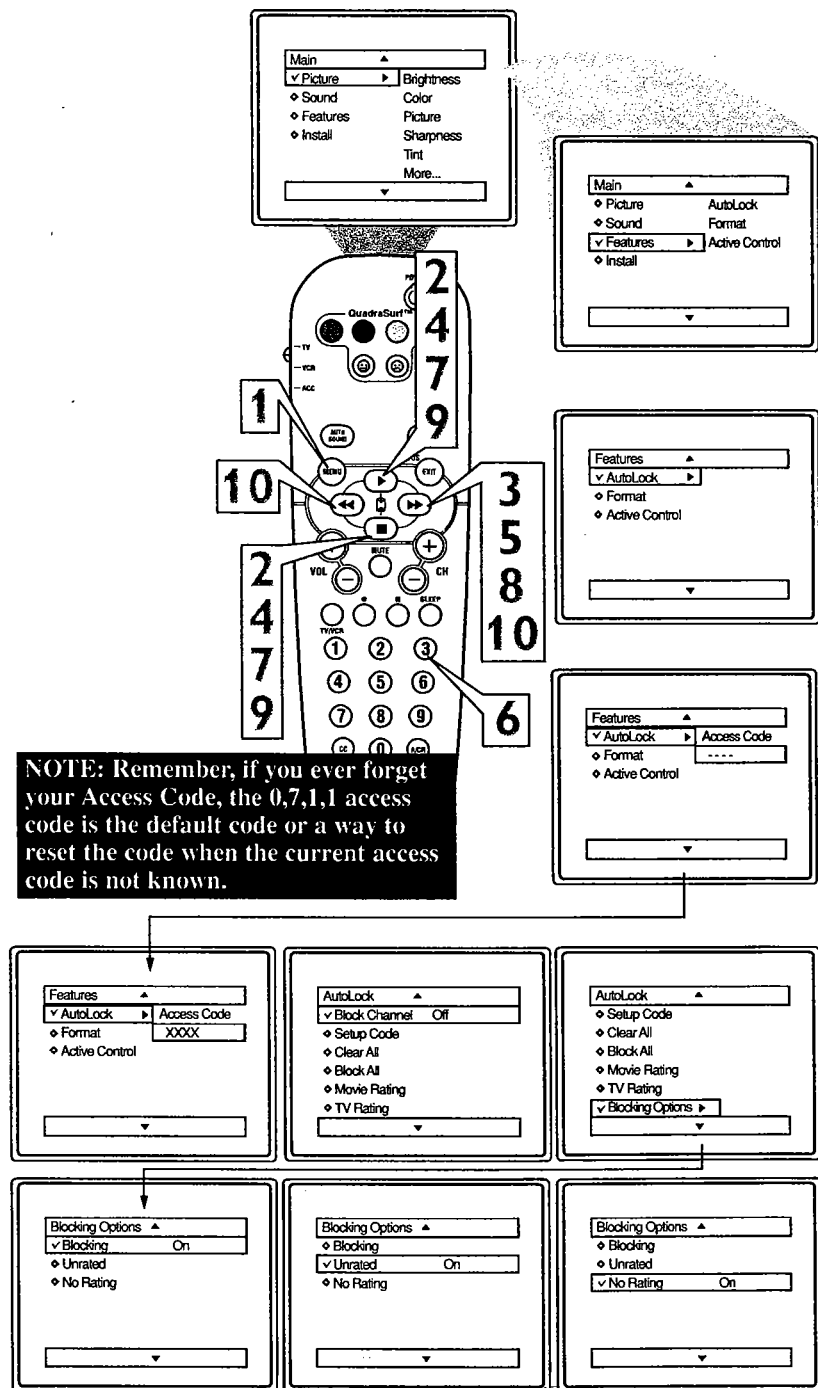 Main
Picture Brightness
Sound Color
Features Picture
Install Sharpness
Tint
More...
Main
Picture AutoLock
Sound Format
Features Active Control
Install
QuadraSurf™
TV
VCR
ACC
AUTO SOUND
MENU
EXIT
VOL
MUTE
CH
TV/VCR
SLEEP
1 2 3
4 5 6
7 8 9
CC 0 A/CH
1
2
4
7
9
10
3
5
8
10
2
4
7
9
6
Features
AutoLock
Format
Active Control
Features
AutoLock Access Code
Format - - - -
Active Control
NOTE: Remember, if you ever forget
your Access Code, the 0,7,1,1 access
code is the default code or a way to
reset the code when the current access
code is not known.
Features
AutoLock Access Code
Format XXXX
Active Control
AutoLock
Block Channel Off
Setup Code
Clear All
Block All
Movie Rating
TV Rating
AutoLock
Setup Code
Clear All
Block All
Movie Rating
TV Rating
Blocking Options
Blocking Options
Blocking On
Unrated
No Rating
Blocking Options
Blocking
Unrated On
No Rating
Blocking Options
Blocking
Unrated
No Rating On